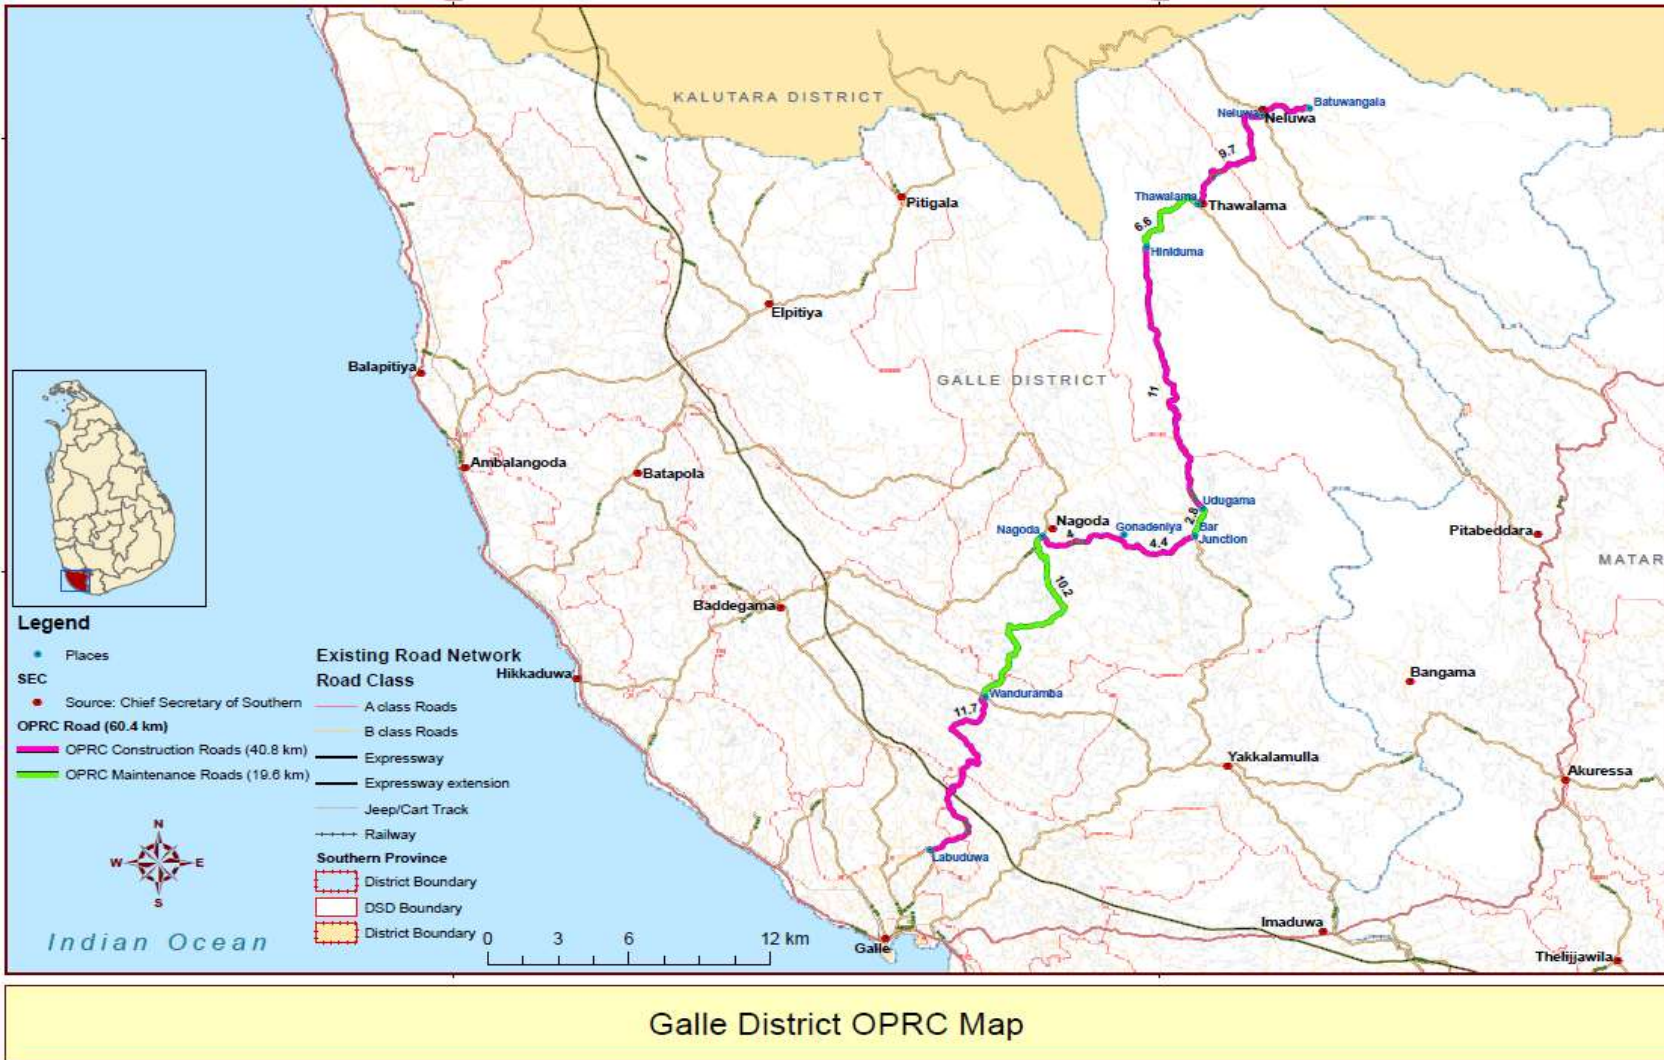 KALUTARA DISTRICT
Batuwangala
Neluwa
Neluwa
9.7
Thawalama
Thawalama
Pitigala
6.6
Hiniduma
Elpitiya
Balapitiya
GALLE DISTRICT
11
Ambalangoda
Batapola
Udugama
2.8
Nagoda
Nagoda
4
Gonadeniya
4.4
Bar
Junction
Pitabeddara
MATAR
10.2
Baddegama
Hikkaduwa
Wanduramba
11.7
Bangama
Yakkalamulla
Akuressa
Labuduwa
Imaduwa
Galle
Thelijjawila
Legend
Places
SEC
Source: Chief Secretary of Southern
OPRC Road (60.4 km)
OPRC Construction Roads (40.8 km)
OPRC Maintenance Roads (19.6 km)
Existing Road Network
Road Class
A class Roads
B class Roads
Expressway
Expressway extension
Jeep/Cart Track
Railway
Southern Province
District Boundary
DSD Boundary
District Boundary
N
W E
S
Indian Ocean
0 3 6 12 km
Galle District OPRC Map